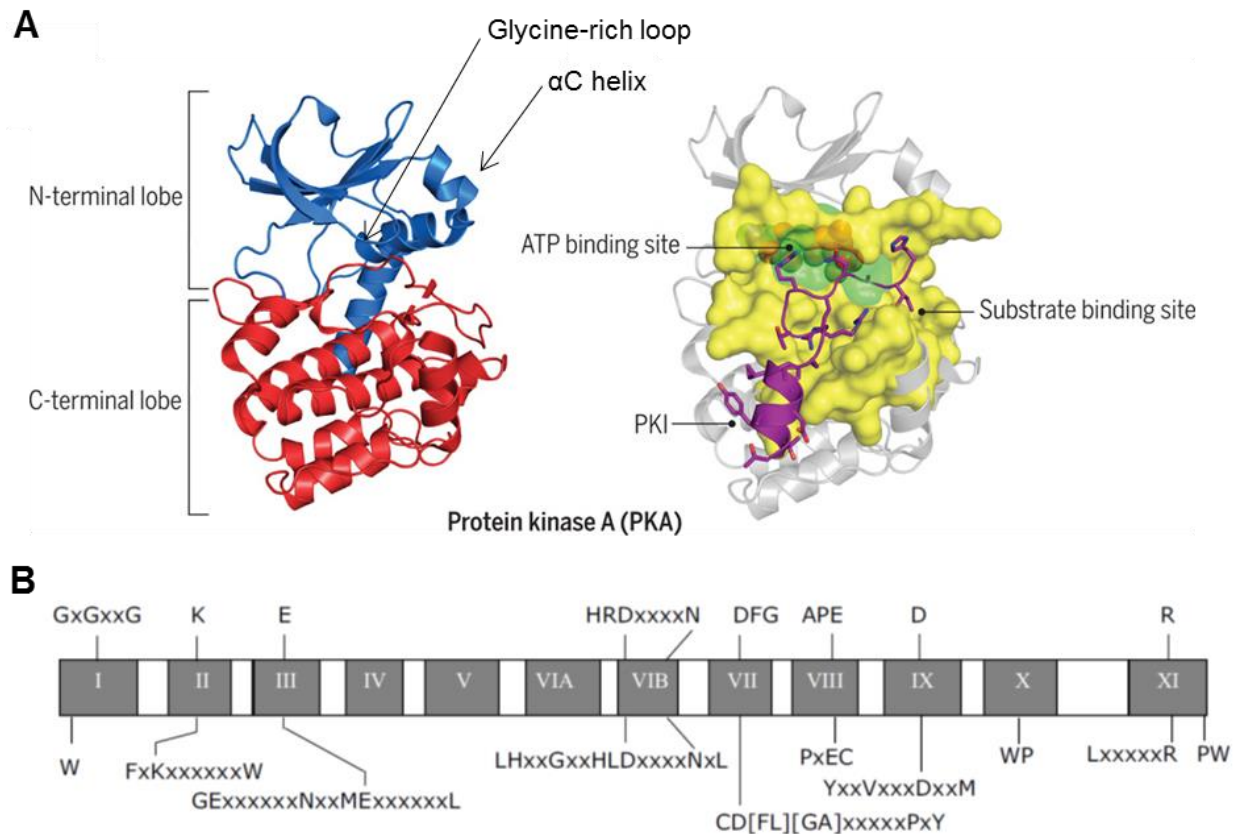 A
Glycine-rich loop
αC helix
N-terminal lobe
ATP binding site
Substrate binding site
C-terminal lobe
PKI
Protein kinase A (PKA)
B
GxGxxG K E HRDxxxxN DFG APE D R
I II III IV V VIA VIB VII VIII IX X XI
W FxKxxxxxxW LHxxGxxHLDxxxxNxL PxEC WP LxxxxxR PW
GExxxxxxNxxMExxxxxxL YxxVxxxDxxM
CD[FL][GA]xxxxxPxY